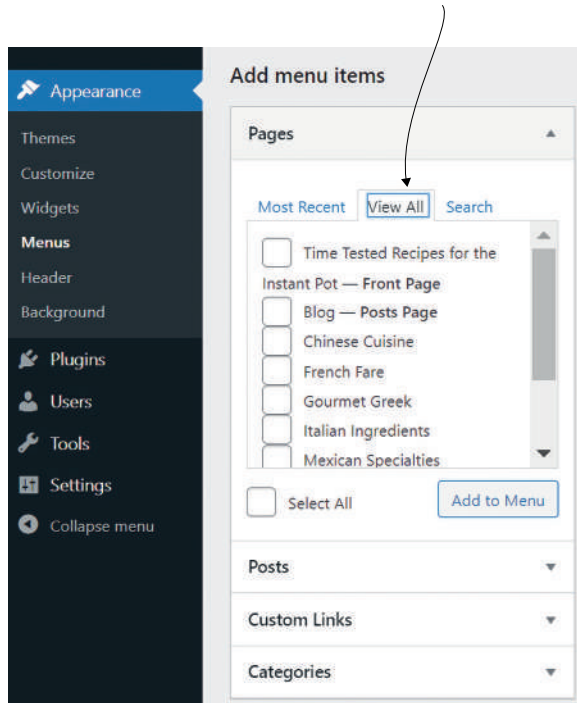 Appearance
Themes
Customize
Widgets
Menus
Header
Background
Plugins
Users
Tools
Settings
Collapse menu
Add menu items
Pages
Most Recent View All Search
Time Tested Recipes for the
Instant Pot — Front Page
Blog — Posts Page
Chinese Cuisine
French Fare
Gourmet Greek
Italian Ingredients
Mexican Specialties
Select All Add to Menu
Posts
Custom Links
Categories